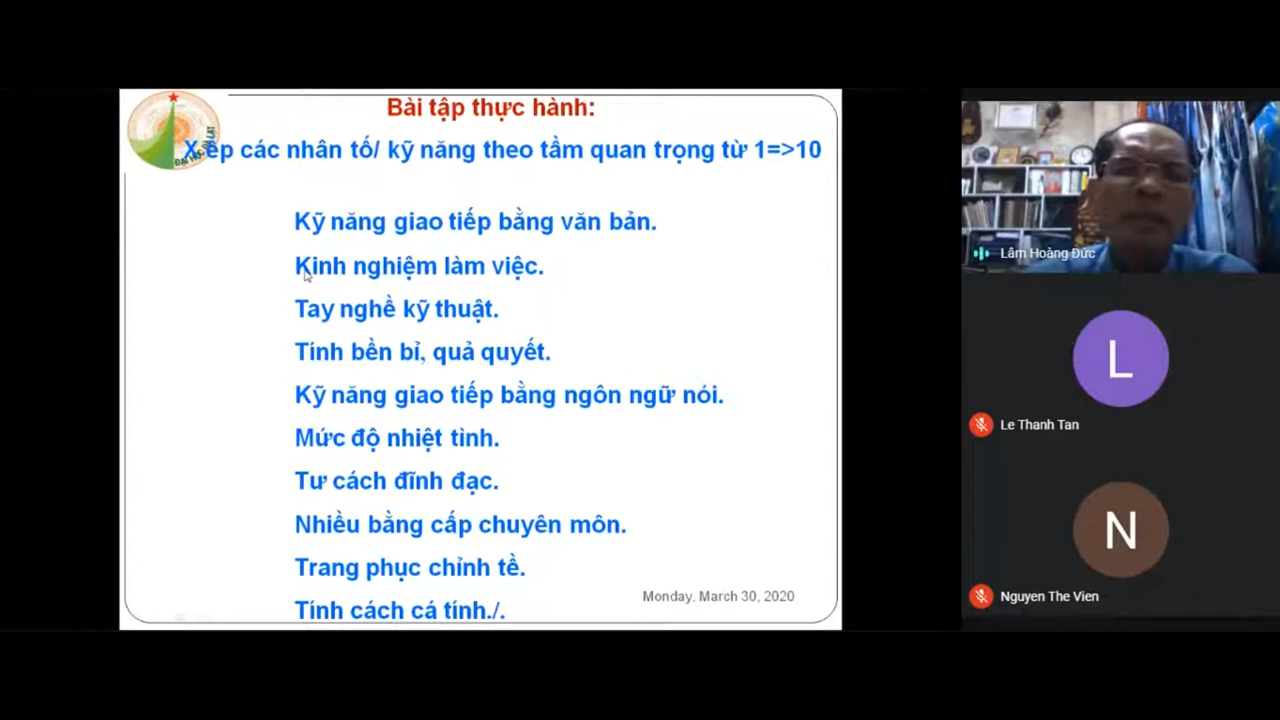 Bài tập thực hành:
Xếp các nhân tố/ kỹ năng theo tầm quan trọng từ 1=>10
ĐẠI HỌC ĐÀ LẠT
Kỹ năng giao tiếp bằng văn bản.
Kinh nghiệm làm việc.
Tay nghề kỹ thuật.
Tính bền bỉ, quả quyết.
Kỹ năng giao tiếp bằng ngôn ngữ nói.
Mức độ nhiệt tình.
Tư cách đĩnh đạc.
Nhiều bằng cấp chuyên môn.
Trang phục chỉnh tề.
Tính cách cá tính./.
Monday, March 30, 2020
Lâm Hoàng Đức
L
Le Thanh Tan
N
Nguyen The Vien